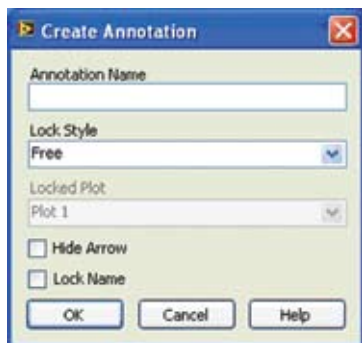 Create Annotation
Annotation Name
Lock Style
Free
Locked Plot
Plot 1
Hide Arrow
Lock Name
OK Cancel Help